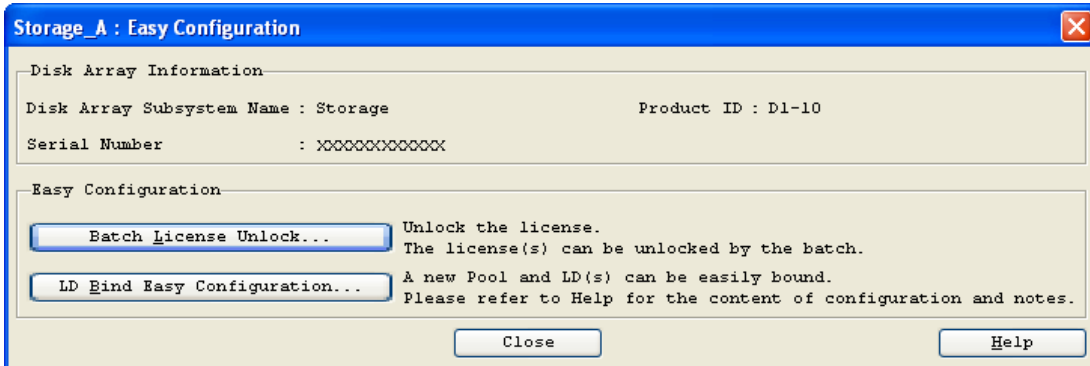 Storage_A : Easy Configuration
Disk Array Information
Disk Array Subsystem Name : Storage Product ID : D1-10
Serial Number : XXXXXXXXXXXX
Easy Configuration
Batch License Unlock... Unlock the license.
The license(s) can be unlocked by the batch.
LD Bind Easy Configuration... A new Pool and LD(s) can be easily bound.
Please refer to Help for the content of configuration and notes.
Close Help